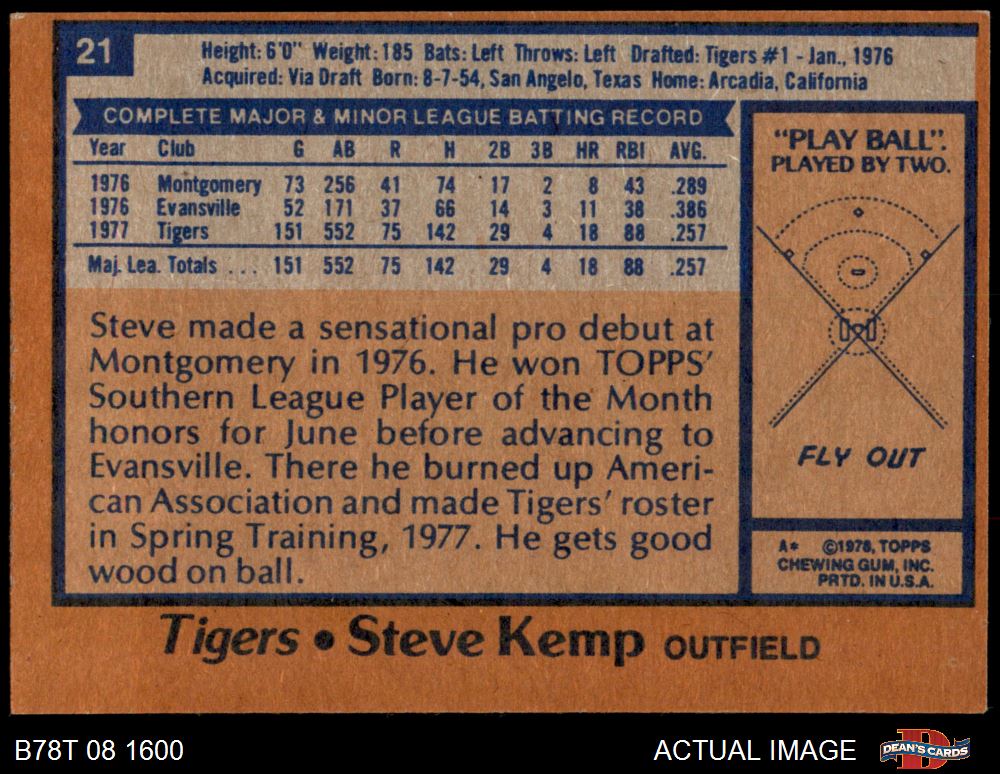 21
Height: 6'0" Weight: 185 Bats: Left Throws: Left Drafted: Tigers #1 - Jan., 1976
Acquired: Via Draft Born: 8-7-54, San Angelo, Texas Home: Arcadia, California
COMPLETE MAJOR & MINOR LEAGUE BATTING RECORD
Year Club G AB R H 2B 3B HR RBI AVG.
1976 Montgomery 73 256 41 74 17 2 8 43 .289
1976 Evansville 52 171 37 66 14 3 11 38 .386
1977 Tigers 151 552 75 142 29 4 18 88 .257
Maj. Lea. Totals ... 151 552 75 142 29 4 18 88 .257
Steve made a sensational pro debut at
Montgomery in 1976. He won TOPPS'
Southern League Player of the Month
honors for June before advancing to
Evansville. There he burned up Ameri-
can Association and made Tigers' roster
in Spring Training, 1977. He gets good
wood on ball.
"PLAY BALL".
PLAYED BY TWO.
FLY OUT
A* ©1978, TOPPS
CHEWING GUM, INC.
PRTD. IN U.S.A.
Tigers • Steve Kemp OUTFIELD
B78T 08 1600
ACTUAL IMAGE
DEAN'S CARDS